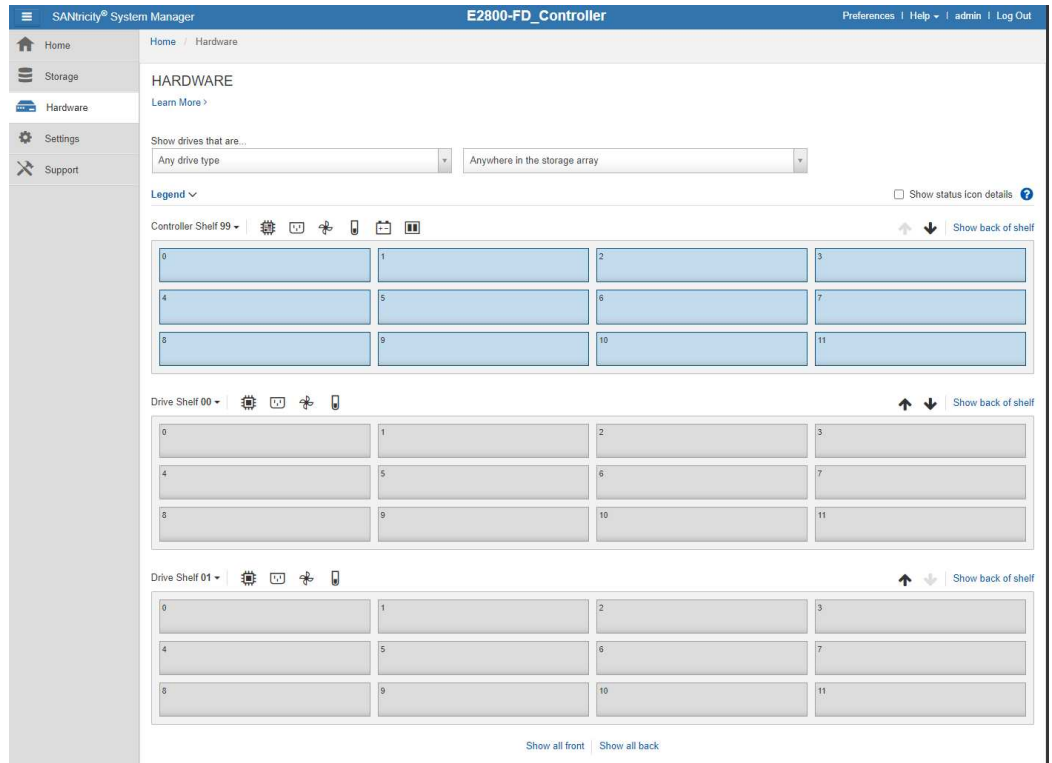 SANtricity® System Manager E2800-FD_Controller Preferences | Help | admin | Log Out
Home
Storage
Hardware
Settings
Support
Home / Hardware
HARDWARE
Learn More >
Show drives that are...
Any drive type Anywhere in the storage array
Legend Show status icon details ?
Controller Shelf 99 Show back of shelf
0 1 2 3
4 5 6 7
8 9 10 11
Drive Shelf 00 Show back of shelf
0 1 2 3
4 5 6 7
8 9 10 11
Drive Shelf 01 Show back of shelf
0 1 2 3
4 5 6 7
8 9 10 11
Show all front | Show all back